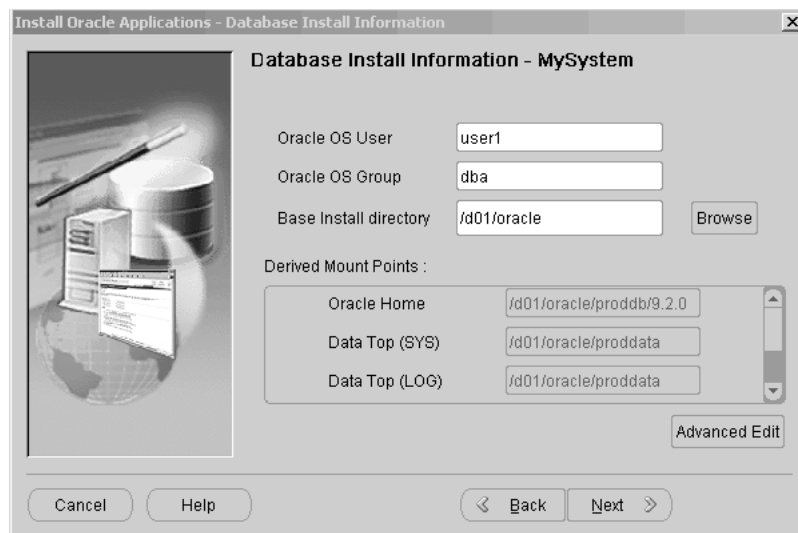 Install Oracle Applications - Database Install Information
Database Install Information - MySystem
Oracle OS User user1
Oracle OS Group dba
Base Install directory /d01/oracle Browse
Derived Mount Points :
Oracle Home /d01/oracle/proddb/9.2.0
Data Top (SYS) /d01/oracle/proddata
Data Top (LOG) /d01/oracle/proddata
Advanced Edit
Cancel Help Back Next